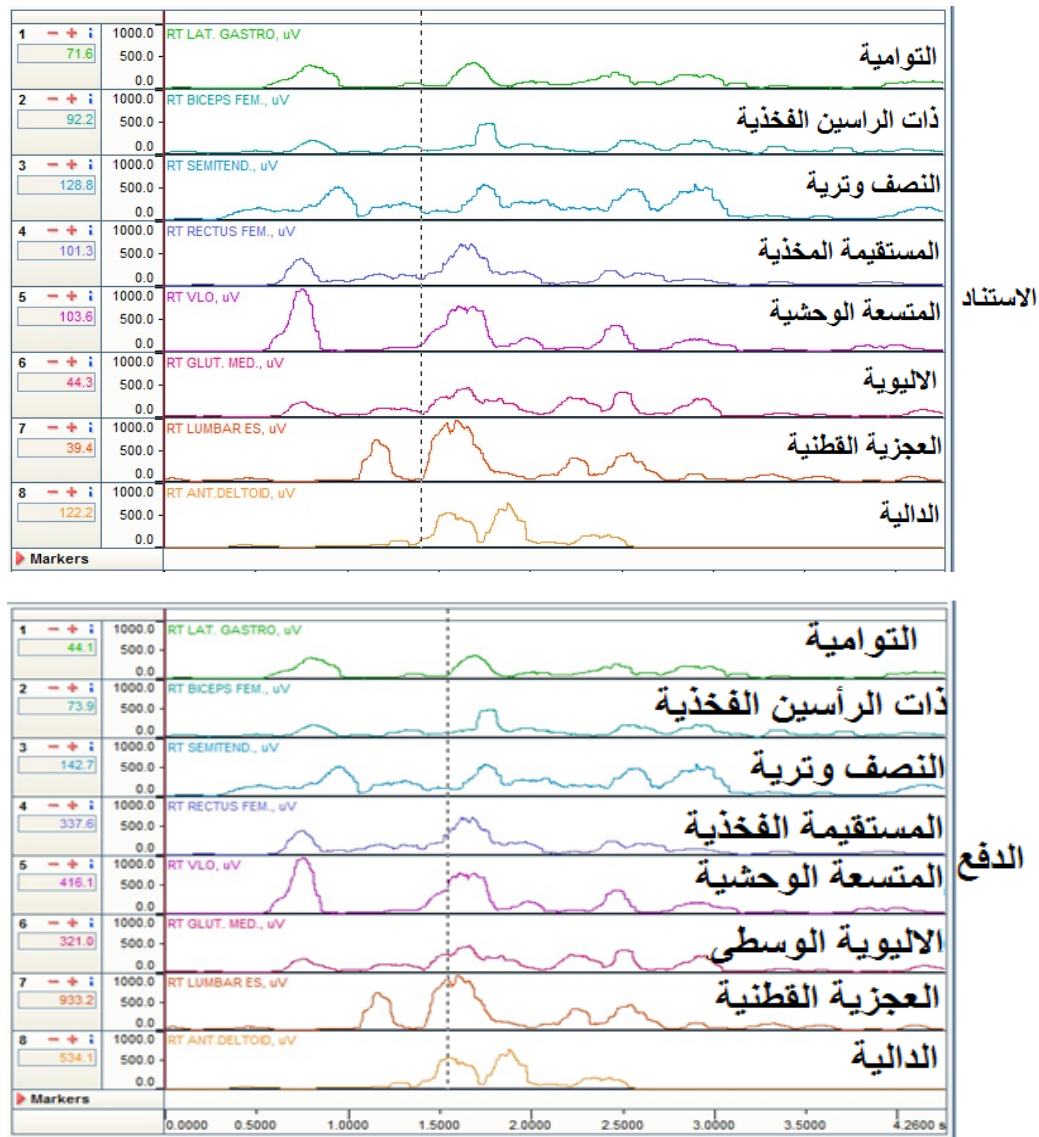 1 − + i 1000.0 RT LAT. GASTRO, uV
71.6 500.0 التوامية
0.0
2 − + i 1000.0 RT BICEPS FEM., uV
92.2 500.0 ذات الراسين الفخذية
0.0
3 − + i 1000.0 RT SEMITEND., uV
128.8 500.0 النصف وترية
0.0
4 − + i 1000.0 RT RECTUS FEM., uV
101.3 500.0 المستقيمة المخذية
0.0
5 − + i 1000.0 RT VLO, uV
103.6 500.0 المتسعة الوحشية
0.0
الاستناد
6 − + i 1000.0 RT GLUT. MED., uV
44.3 500.0 الاليوية
0.0
7 − + i 1000.0 RT LUMBAR ES, uV
39.4 500.0 العجزية القطنية
0.0
8 − + i 1000.0 RT ANT.DELTOID, uV
122.2 500.0 الدالية
0.0
Markers
1 − + i 1000.0 RT LAT. GASTRO, uV
44.1 500.0 التوامية
0.0
2 − + i 1000.0 RT BICEPS FEM., uV
73.9 500.0 ذات الرأسين الفخذية
0.0
3 − + i 1000.0 RT SEMITEND., uV
142.7 500.0 النصف وترية
0.0
4 − + i 1000.0 RT RECTUS FEM., uV
337.6 500.0 المستقيمة الفخذية
0.0
5 − + i 1000.0 RT VLO, uV
416.1 500.0 المتسعة الوحشية
0.0
الدفع
6 − + i 1000.0 RT GLUT. MED., uV
321.0 500.0 الاليوية الوسطى
0.0
7 − + i 1000.0 RT LUMBAR ES, uV
933.2 500.0 العجزية القطنية
0.0
8 − + i 1000.0 RT ANT.DELTOID, uV
534.1 500.0 الدالية
0.0
Markers
0.0000 0.5000 1.0000 1.5000 2.0000 2.5000 3.0000 3.5000 4.2600 s